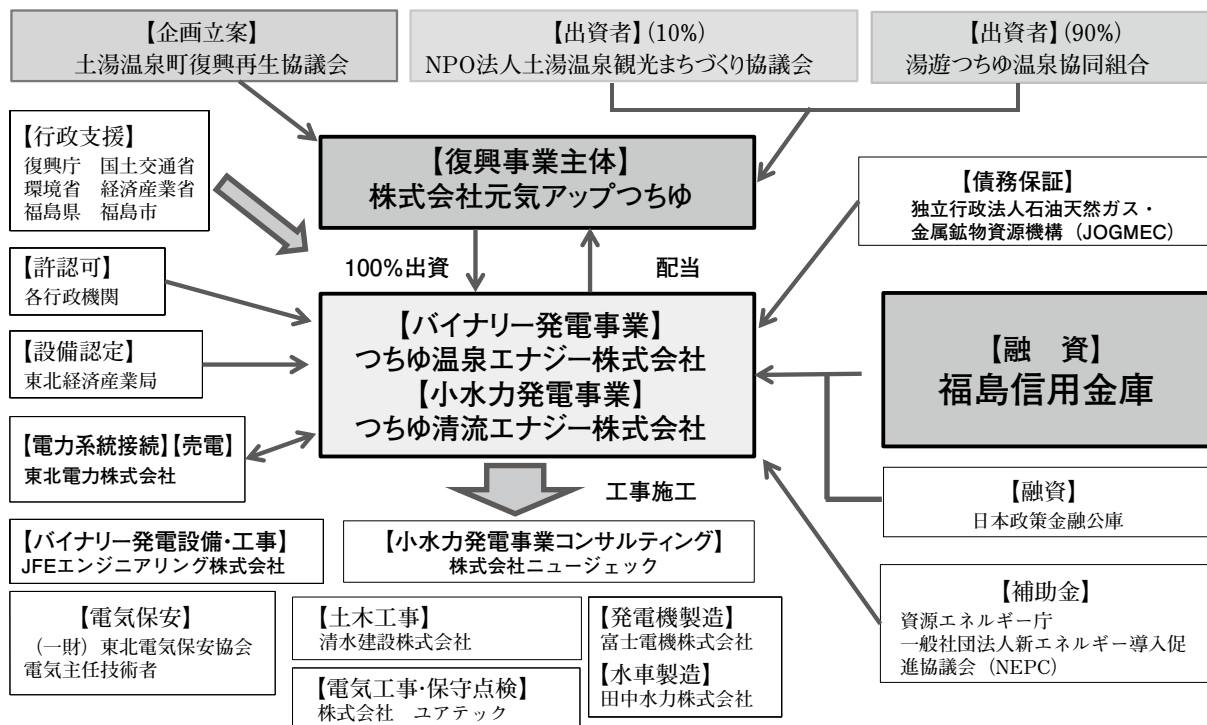 【企画立案】
土湯温泉町復興再生協議会
【出資者】(10%)
NPO法人土湯温泉観光まちづくり協議会
【出資者】(90%)
湯遊つちゆ温泉協同組合
【行政支援】
復興庁　国土交通省
環境省　経済産業省
福島県　福島市
【復興事業主体】
株式会社元気アップつちゆ
【債務保証】
独立行政法人石油天然ガス・
金属鉱物資源機構（JOGMEC）
100%出資
配当
【許認可】
各行政機関
【設備認定】
東北経済産業局
【バイナリー発電事業】
つちゆ温泉エナジー株式会社
【小水力発電事業】
つちゆ清流エナジー株式会社
【融　資】
福島信用金庫
【電力系統接続】【売電】
東北電力株式会社
工事施工
【融資】
日本政策金融公庫
【バイナリー発電設備・工事】
JFEエンジニアリング株式会社
【小水力発電事業コンサルティング】
株式会社ニュージェック
【補助金】
資源エネルギー庁
一般社団法人新エネルギー導入促
進協議会（NEPC）
【電気保安】
（一財）東北電気保安協会
電気主任技術者
【土木工事】
清水建設株式会社
【電気工事・保守点検】
株式会社　ユアテック
【発電機製造】
富士電機株式会社
【水車製造】
田中水力株式会社